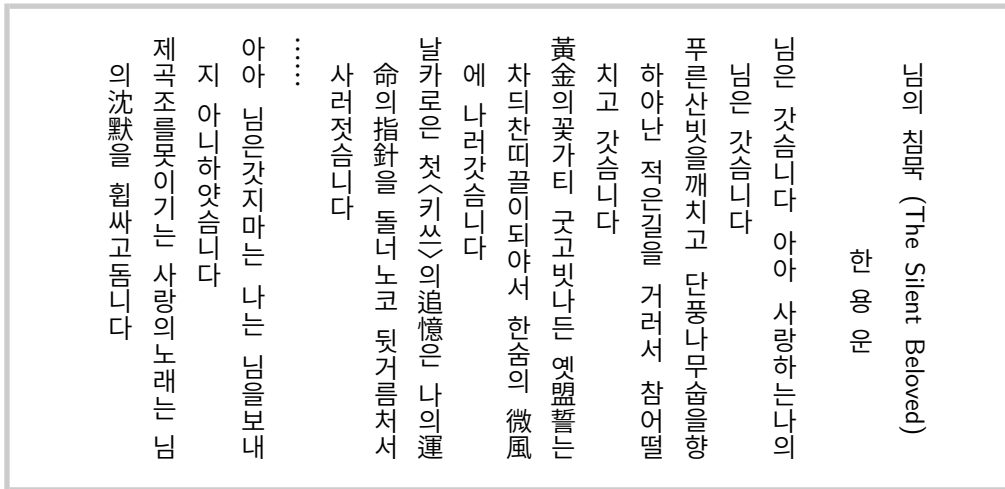 님의 침묵 (The Silent Beloved)
한 용 운
님은 갓슴니다 아아 사랑하는나의
님은 갓슴니다
푸른산빗을깨치고 단풍나무숩을향
하야난 적은길을 거러서 참어떨
치고 갓슴니다
黃金의꽃가티 굿고빗나든 옛盟誓는
차듸찬띠끌이되야서 한숨의 微風
에 나러갓슴니다
날카로은 첫〈키쓰〉의追憶은 나의運
命의指針을 돌너노코 뒷거름처서
사러젓슴니다
……
아아 님은갓지마는 나는 님을보내
지 아니하얏슴니다
제곡조를못이기는 사랑의노래는 님
의沈默을 휩싸고돔니다